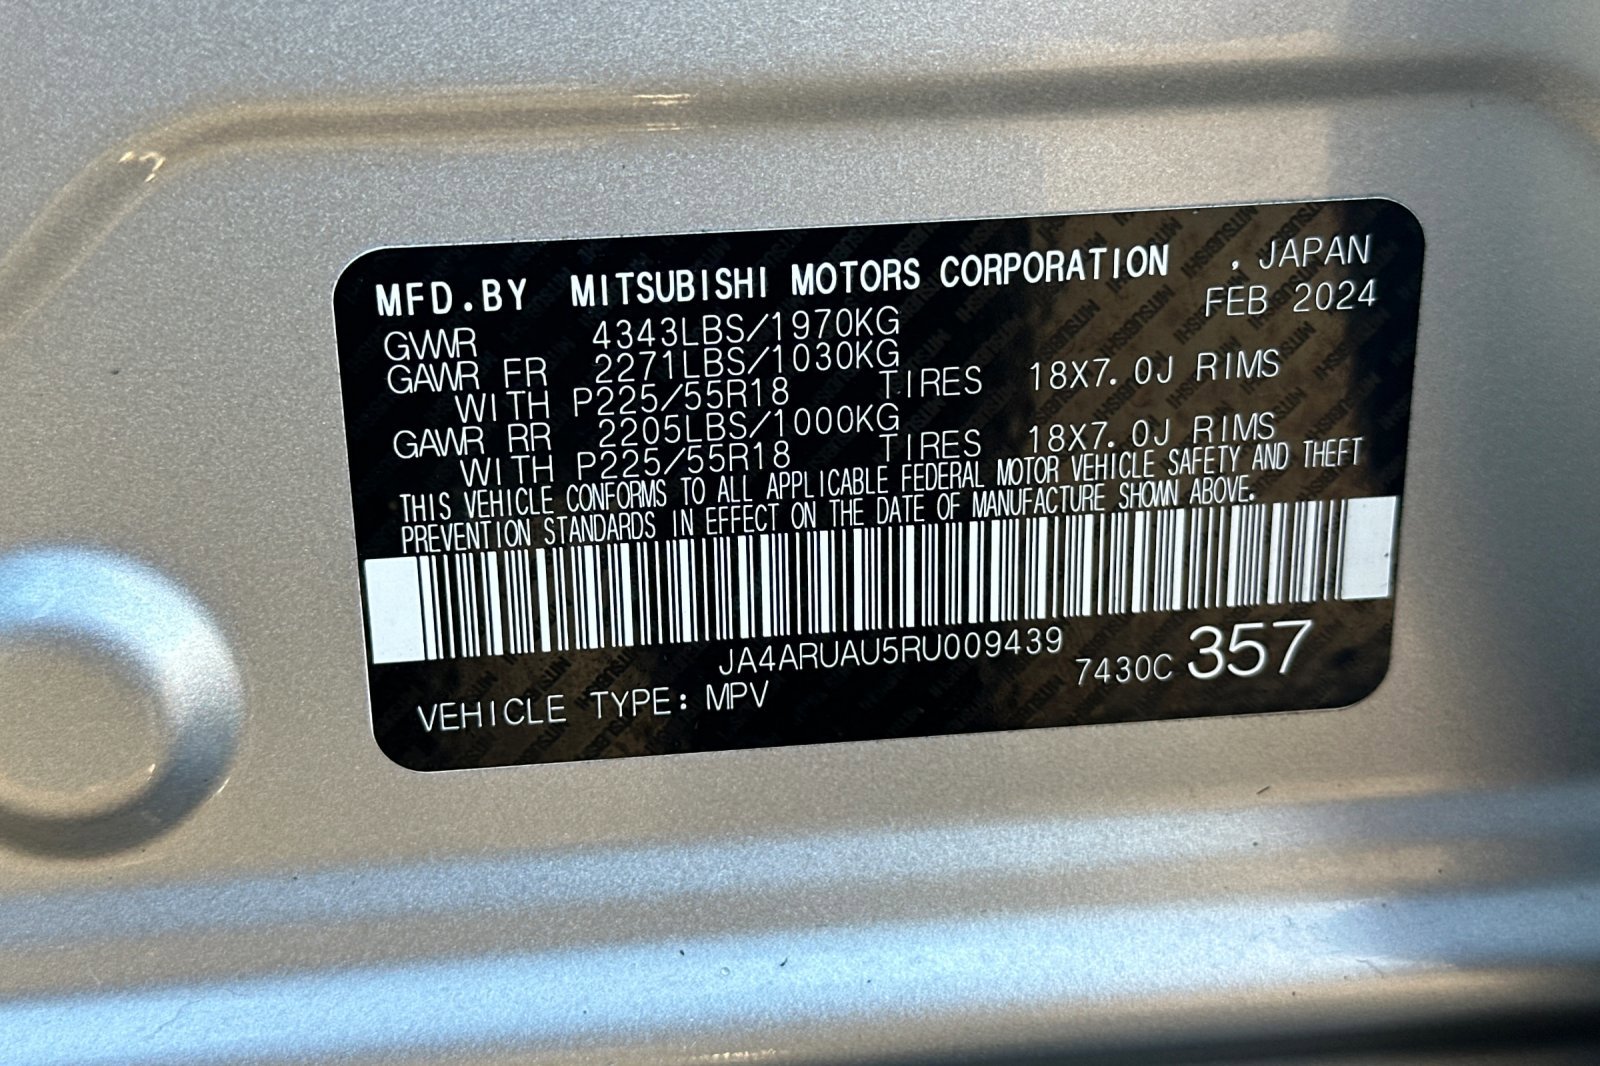 MFD.BY MITSUBISHI MOTORS CORPORATION , JAPAN
FEB 2024
GVWR 4343LBS/1970KG
GAWR FR 2271LBS/1030KG
WITH P225/55R18 TIRES 18X7.0J RIMS
GAWR RR 2205LBS/1000KG
WITH P225/55R18 TIRES 18X7.0J RIMS
THIS VEHICLE CONFORMS TO ALL APPLICABLE FEDERAL MOTOR VEHICLE SAFETY AND THEFT
PREVENTION STANDARDS IN EFFECT ON THE DATE OF MANUFACTURE SHOWN ABOVE.
JA4ARUAU5RU009439
7430C 357
VEHICLE TYPE: MPV